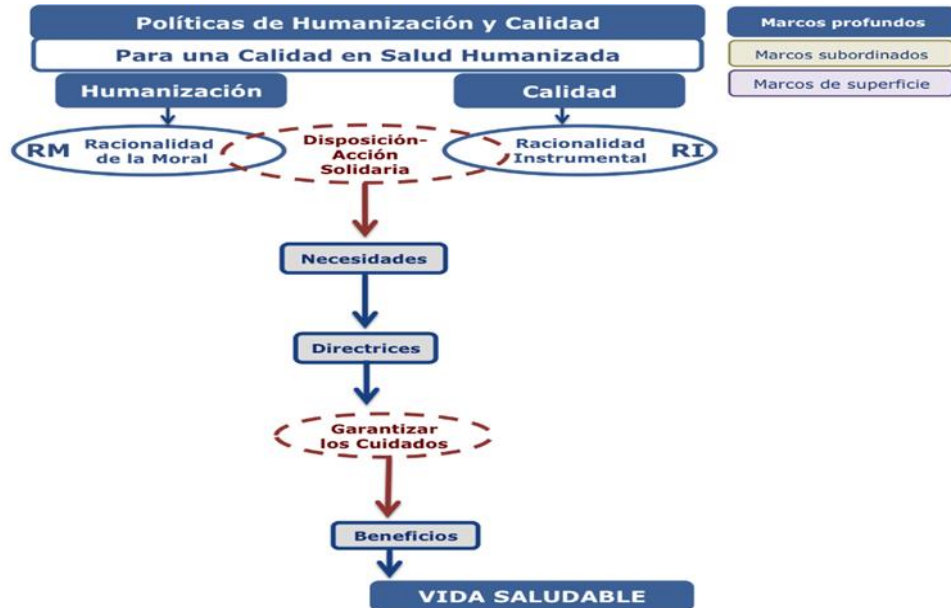 Políticas de Humanización y Calidad
Para una Calidad en Salud Humanizada
Humanización
Calidad
RM
Racionalidad
de la Moral
Disposición-
Acción
Solidaria
Racionalidad
Instrumental
RI
Necesidades
Directrices
Garantizar
los Cuidados
Beneficios
VIDA SALUDABLE
Marcos profundos
Marcos subordinados
Marcos de superficie